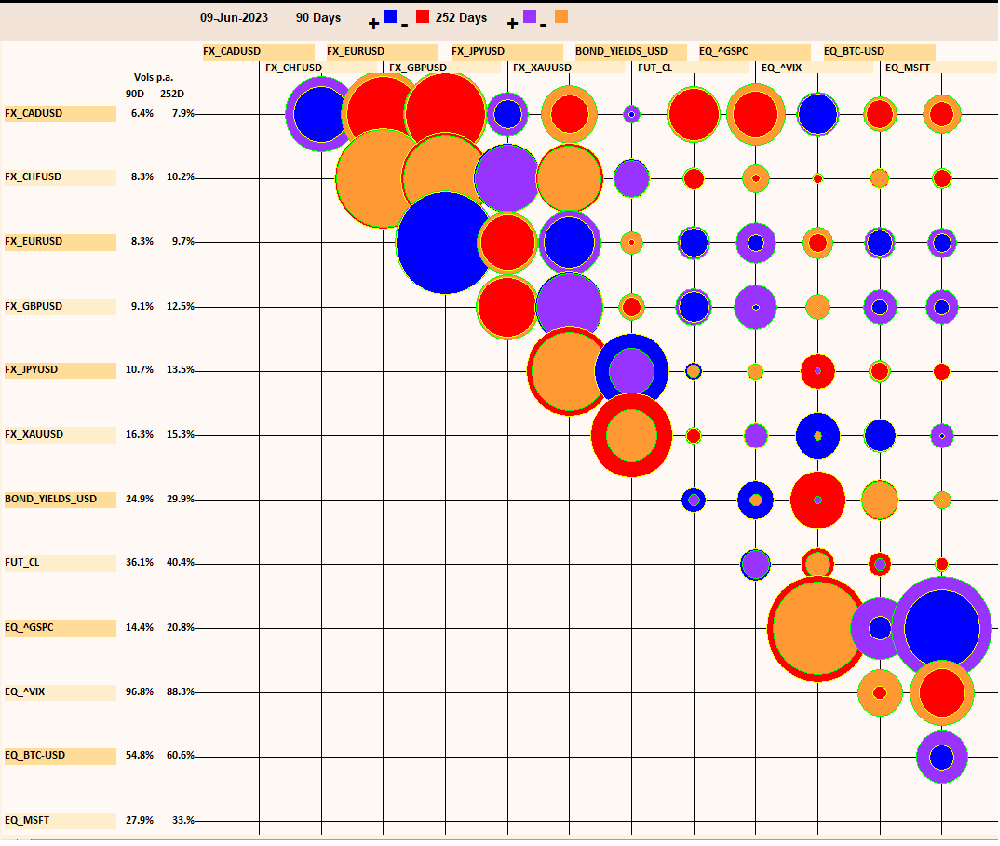 09-Jun-2023 90 Days + - 252 Days + -
FX_CADUSD FX_EURUSD FX_JPYUSD BOND_YIELDS_USD EQ_^GSPC EQ_BTC-USD
FX_CHFUSD FX_GBPUSD FX_XAUUSD FUT_CL EQ_^VIX EQ_MSFT
Vols p.a.
90D 252D
FX_CADUSD 6.4% 7.9%
FX_CHFUSD 8.3% 10.2%
FX_EURUSD 8.3% 9.7%
FX_GBPUSD 9.1% 12.5%
FX_JPYUSD 10.7% 13.5%
FX_XAUUSD 16.3% 15.3%
BOND_YIELDS_USD 24.9% 29.9%
FUT_CL 36.1% 40.4%
EQ_^GSPC 14.4% 20.8%
EQ_^VIX 96.8% 88.3%
EQ_BTC-USD 54.8% 60.6%
EQ_MSFT 27.9% 33.%